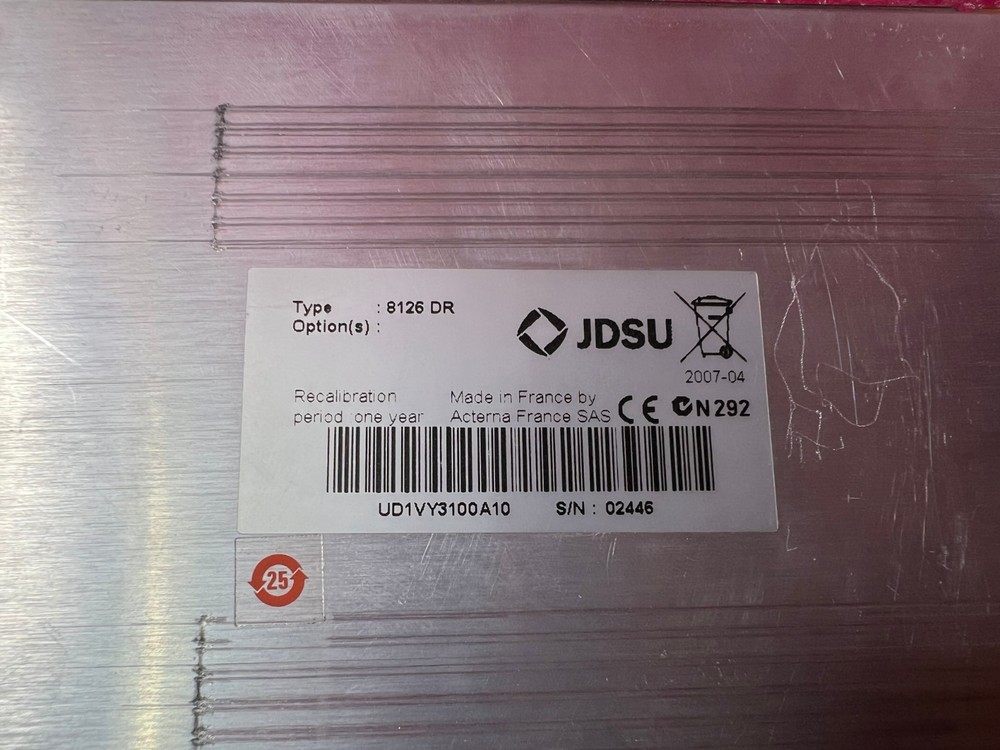 Type : 8126 DR
Option(s) :
JDSU
2007-04
Recalibration
period one year
Made in France by
Acterna France SAS
CE N292
UD1VY3100A10 S/N : 02446
25